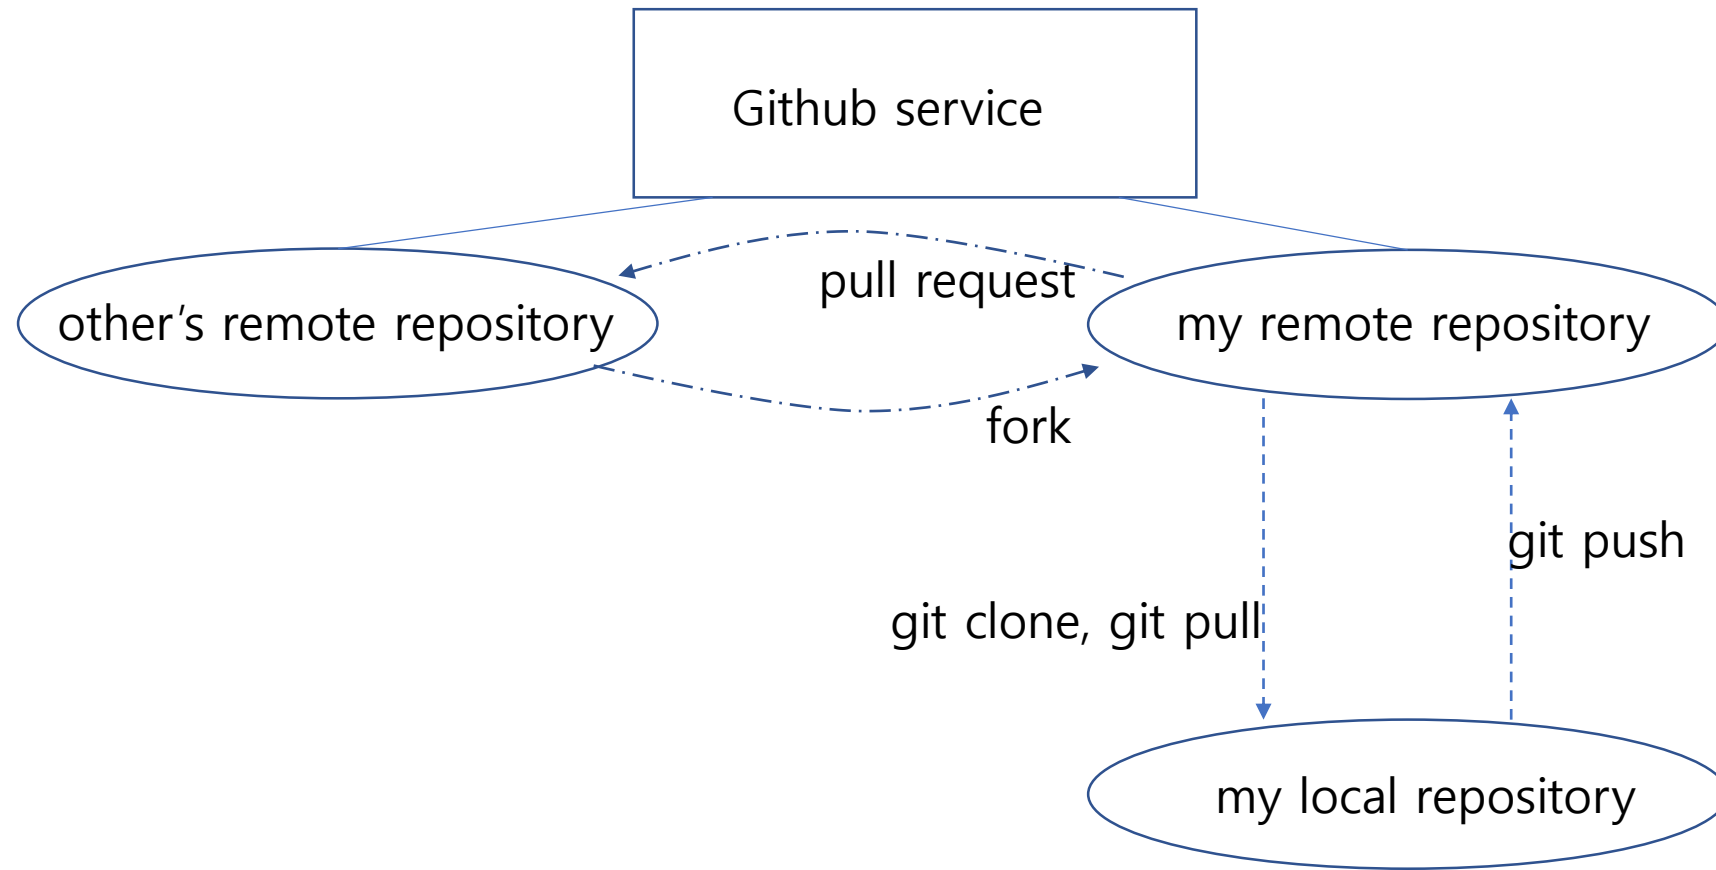 Github service
pull request
other’s remote repository
my remote repository
fork
git push
git clone, git pull
my local repository